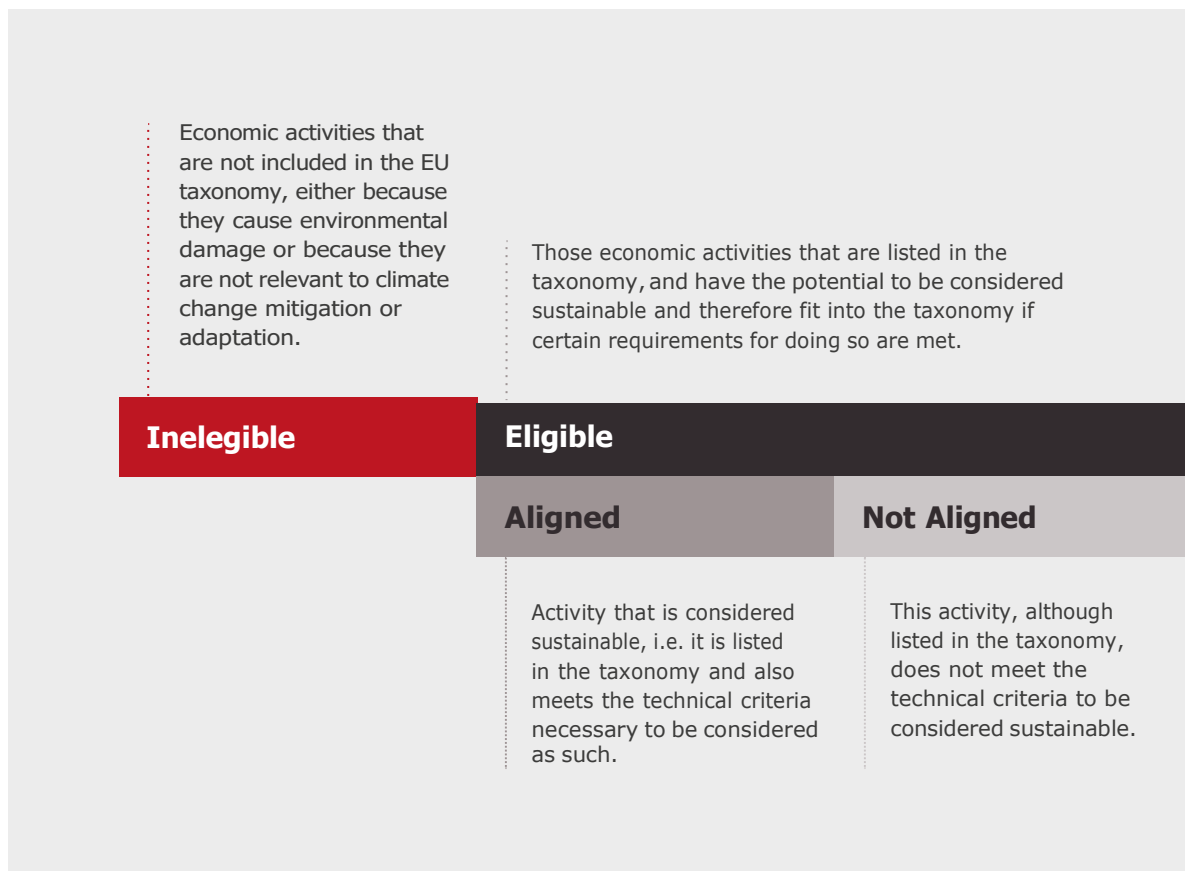 Economic activities that
are not included in the EU
taxonomy, either because
they cause environmental
damage or because they
are not relevant to climate
change mitigation or
adaptation.
Those economic activities that are listed in the
taxonomy, and have the potential to be considered
sustainable and therefore fit into the taxonomy if
certain requirements for doing so are met.
Inelegible
Eligible
Aligned
Not Aligned
Activity that is considered
sustainable, i.e. it is listed
in the taxonomy and also
meets the technical criteria
necessary to be considered
as such.
This activity, although
listed in the taxonomy,
does not meet the
technical criteria to be
considered sustainable.